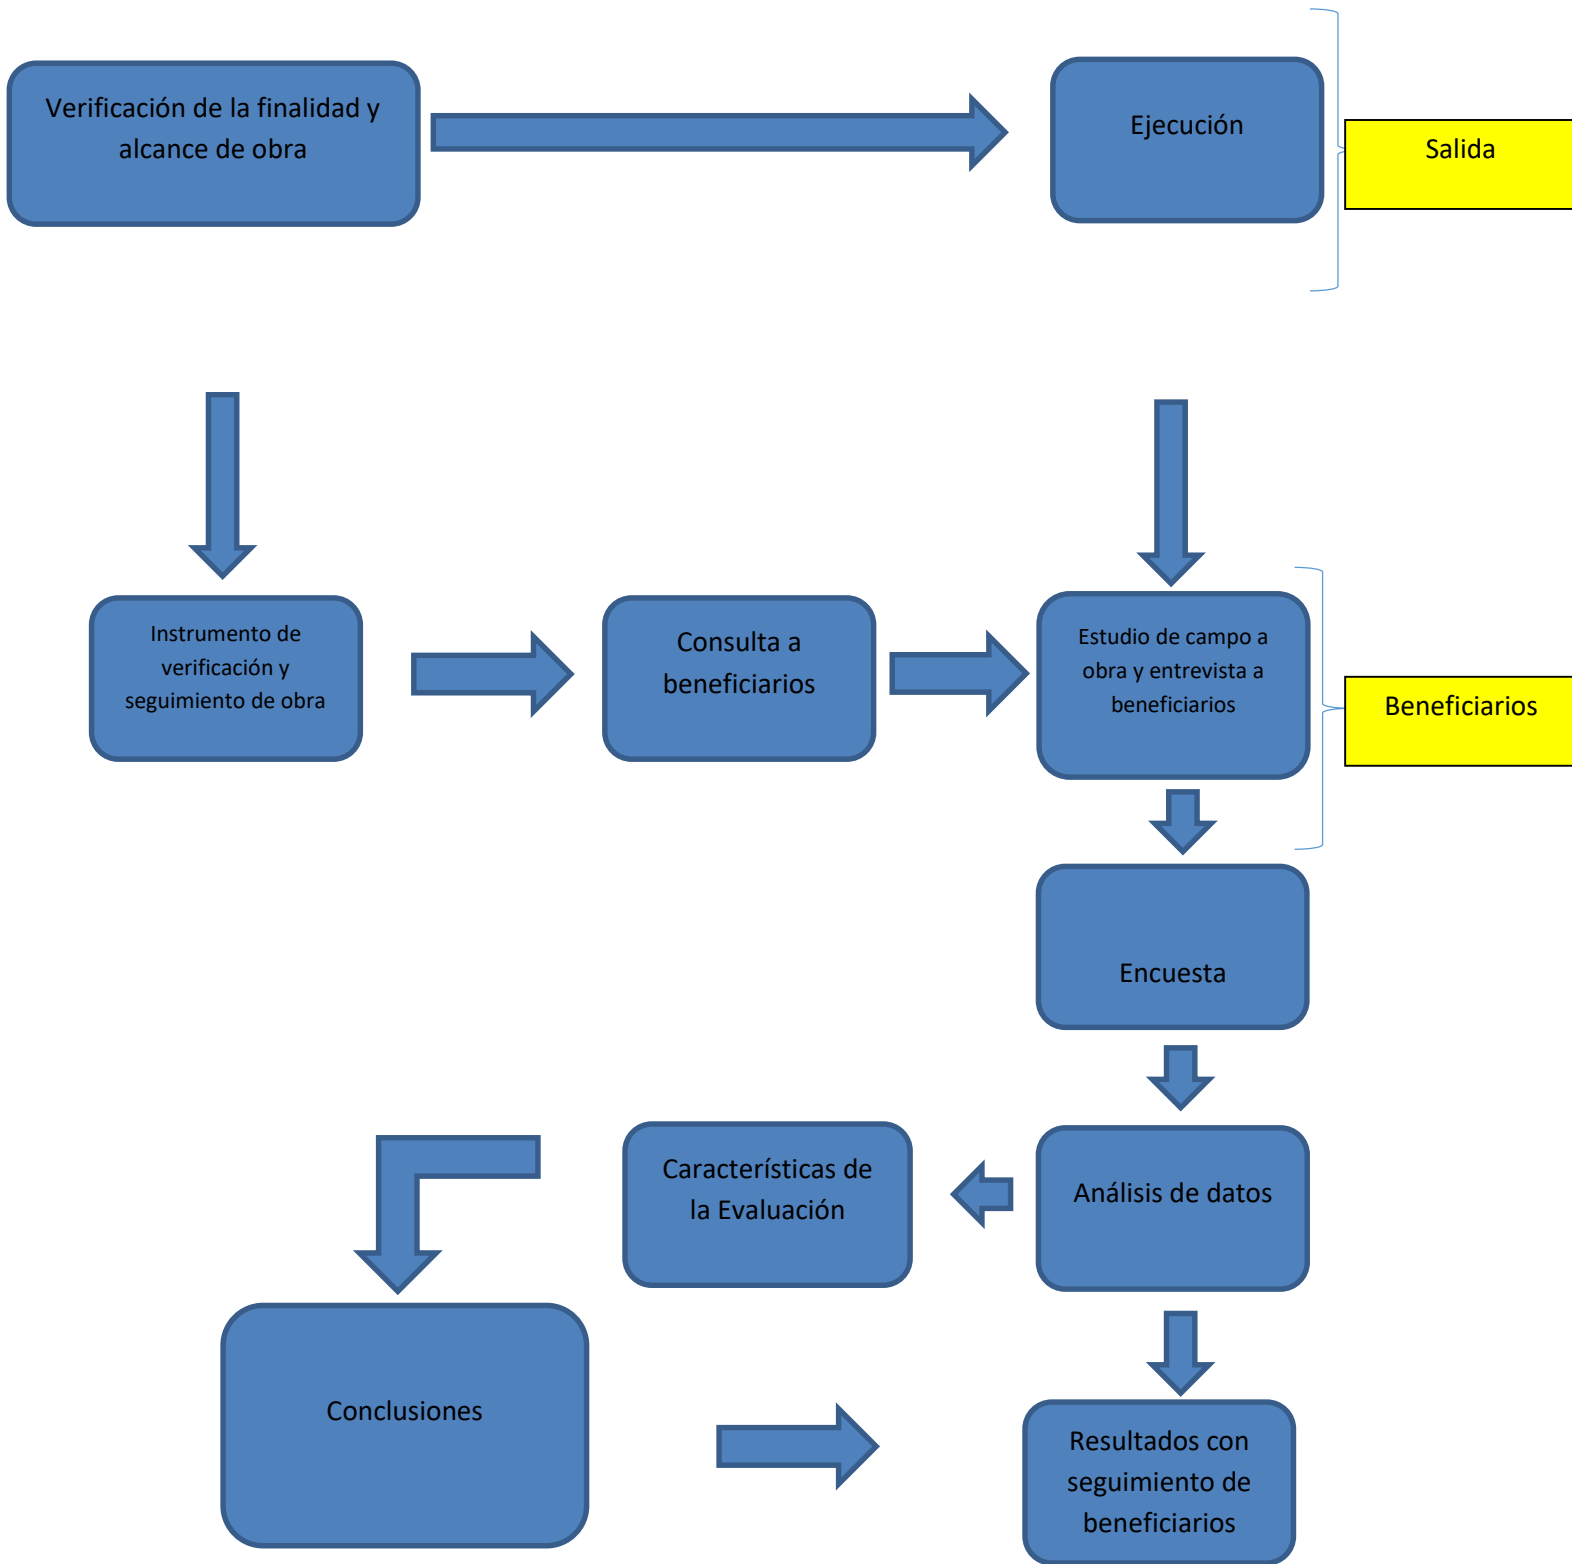 Verificación de la finalidad y
alcance de obra
Ejecución
Salida
Instrumento de
verificación y
seguimiento de obra
Consulta a
beneficiarios
Estudio de campo a
obra y entrevista a
beneficiarios
Beneficiarios
Encuesta
Características de
la Evaluación
Análisis de datos
Conclusiones
Resultados con
seguimiento de
beneficiarios